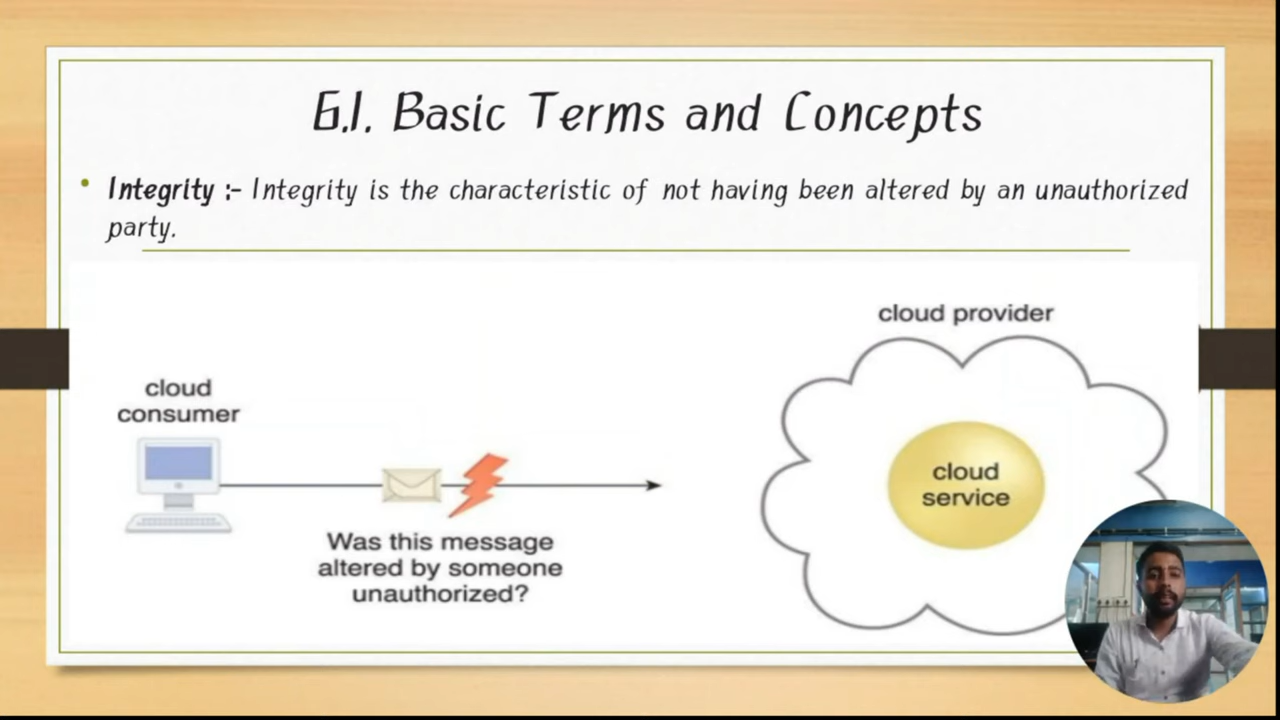 6.1. Basic Terms and Concepts
• Integrity :- Integrity is the characteristic of not having been altered by an unauthorized
party.
cloud provider
cloud
consumer
cloud
service
Was this message
altered by someone
unauthorized?